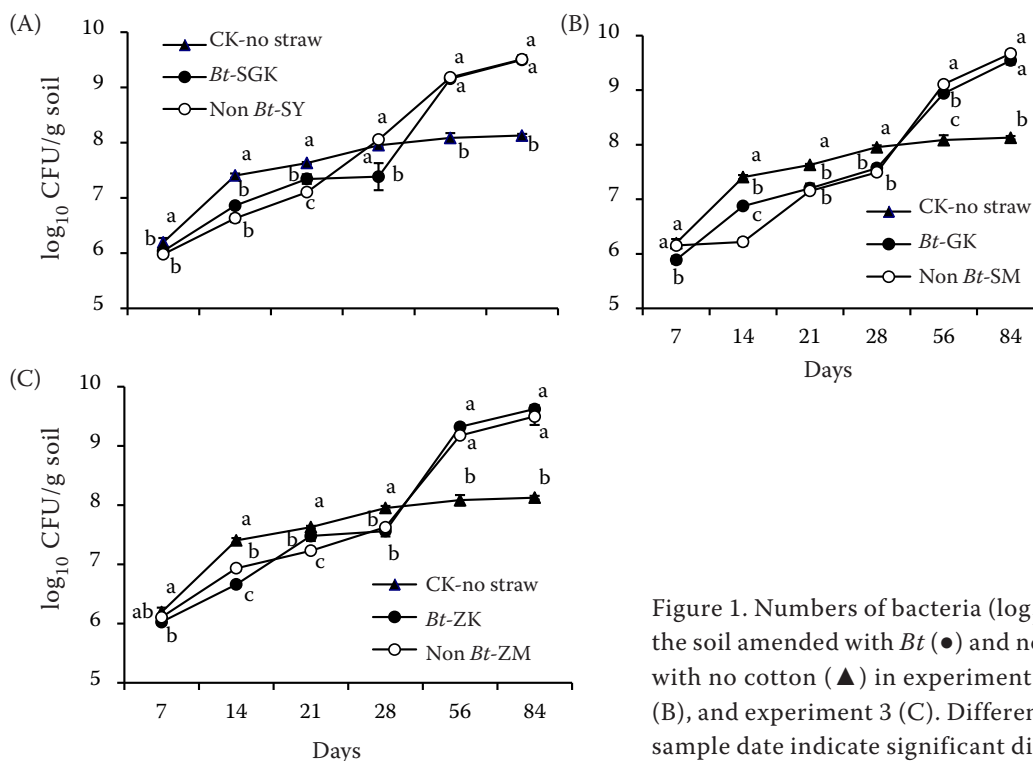 (A)
10
9
8
7
6
5
log10 CFU/g soil
CK-no straw
Bt-SGK
Non Bt-SY
a
b
b
a
b
b
a
b
c
a
a
b
a
a
b
a
a
b
(B)
10
9
8
7
6
5
CK-no straw
Bt-GK
Non Bt-SM
a
a
b
a
b
c
a
b
b
a
b
b
a
b
c
a
a
b
7 14 21 28 56 84
Days
(C)
10
9
8
7
6
5
log10 CFU/g soil
CK-no straw
Bt-ZK
Non Bt-ZM
a
ab
b
a
b
c
a
b
c
a
b
b
a
a
b
a
a
b
7 14 21 28 56 84
Days
Figure 1. Numbers of bacteria (log
the soil amended with Bt (●) and no
with no cotton (▲) in experiment
(B), and experiment 3 (C). Differen
sample date indicate significant di